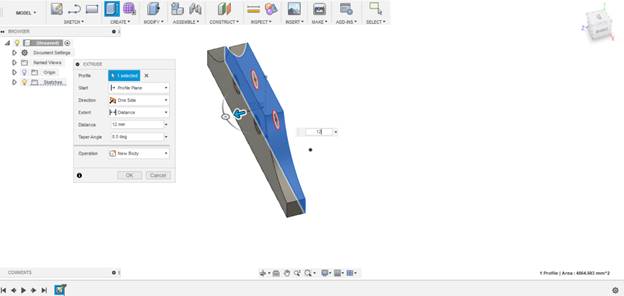 MODEL
SKETCH
CREATE
MODIFY
ASSEMBLE
CONSTRUCT
INSPECT
INSERT
MAKE
ADD-INS
SELECT
BROWSER
(Unsaved)
Document Settings
Named Views
Origin
Sketches
EXTRUDE
Profile 1 selected
Start Profile Plane
Direction One Side
Extent Distance
Distance 12 mm
Taper Angle 0.0 deg
Operation New Body
OK Cancel
12
COMMENTS
1 Profile | Area : 4864.983 mm^2